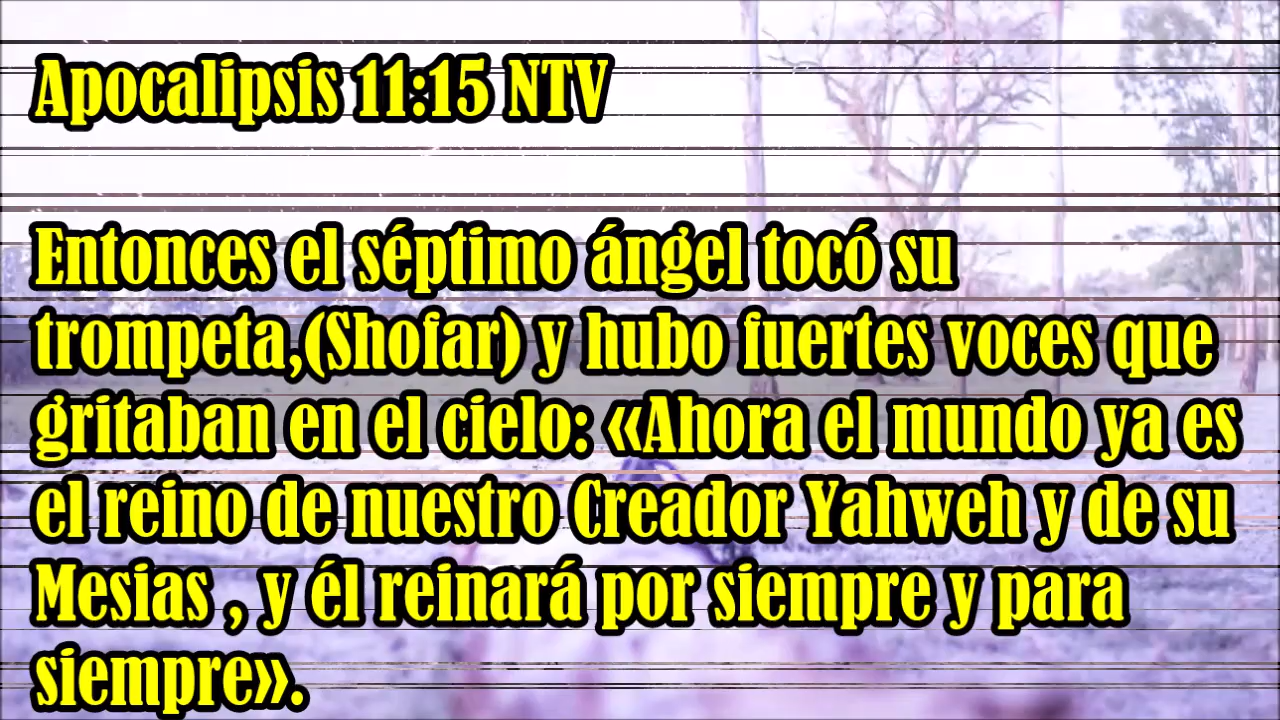 Apocalipsis 11:15 NTV
Entonces el séptimo ángel tocó su
trompeta,(Shofar) y hubo fuertes voces que
gritaban en el cielo: «Ahora el mundo ya es
el reino de nuestro Creador Yahweh y de su
Mesias , y él reinará por siempre y para
siempre».